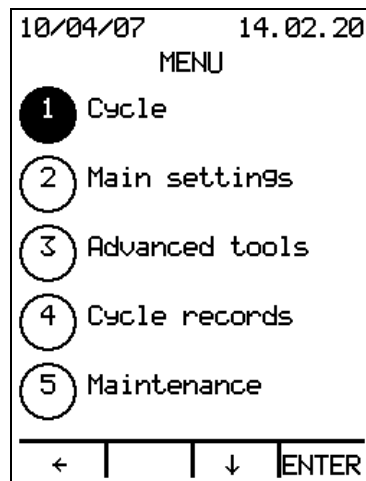 10/04/07 14.02.20
MENU
1 Cycle
2 Main settings
3 Advanced tools
4 Cycle records
5 Maintenance
← ↓ ENTER